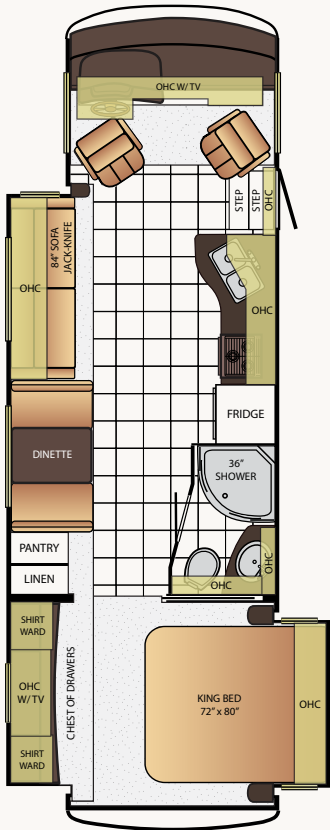 OHC W/ TV
STEP
STEP
OHC
84" SOFA
JACK-KNIFE
OHC
OHC
FRIDGE
DINETTE
36"
SHOWER
PANTRY
LINEN
OHC
OHC
SHIRT
WARD
OHC
W/ TV
SHIRT
WARD
CHEST OF DRAWERS
KING BED
72" x 80"
OHC